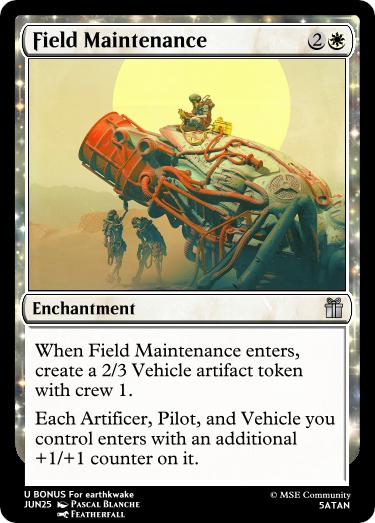 Field Maintenance 2
Enchantment
When Field Maintenance enters,
create a 2/3 Vehicle artifact token
with crew 1.
Each Artificer, Pilot, and Vehicle you
control enters with an additional
+1/+1 counter on it.
U BONUS For earthkwake © MSE Community
JUN25 Pascal Blanche 5ATAN
Featherfall